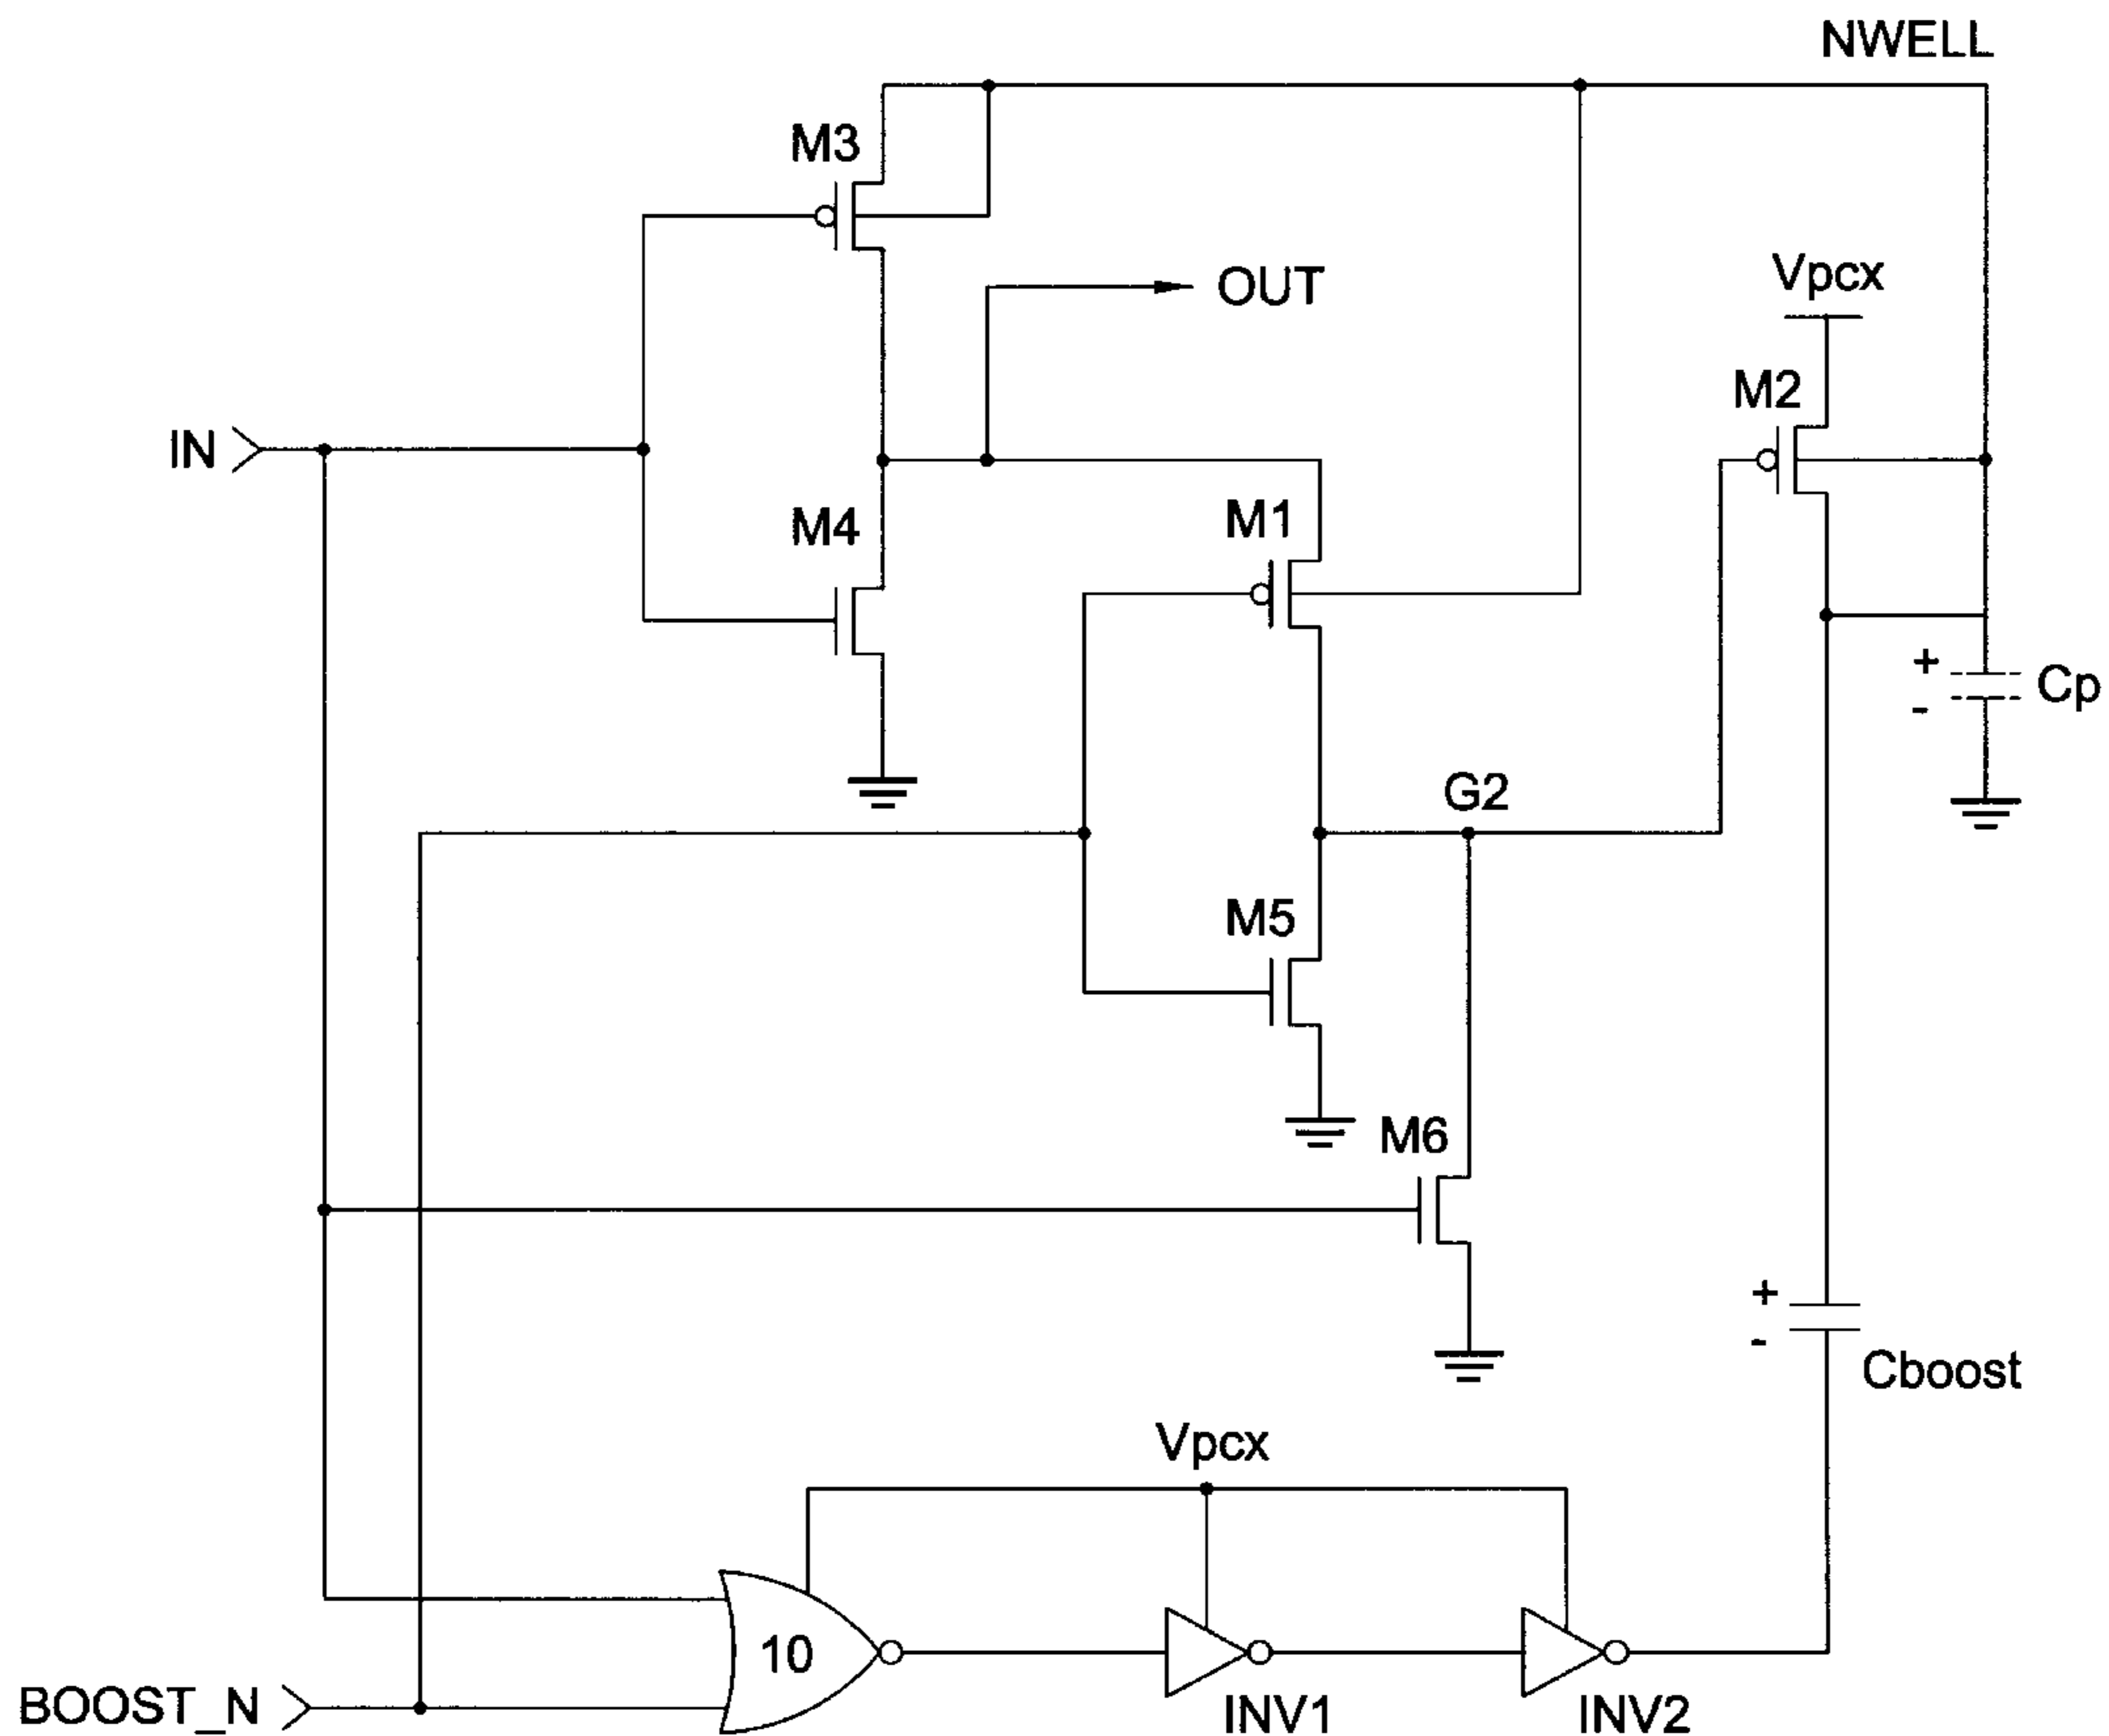 NWELL
M3
Vpcx
OUT
M2
IN
M1
M4
+
-
Cp
G2
M5
M6
+
-
Cboost
Vpcx
10
BOOST_N
INV1
INV2